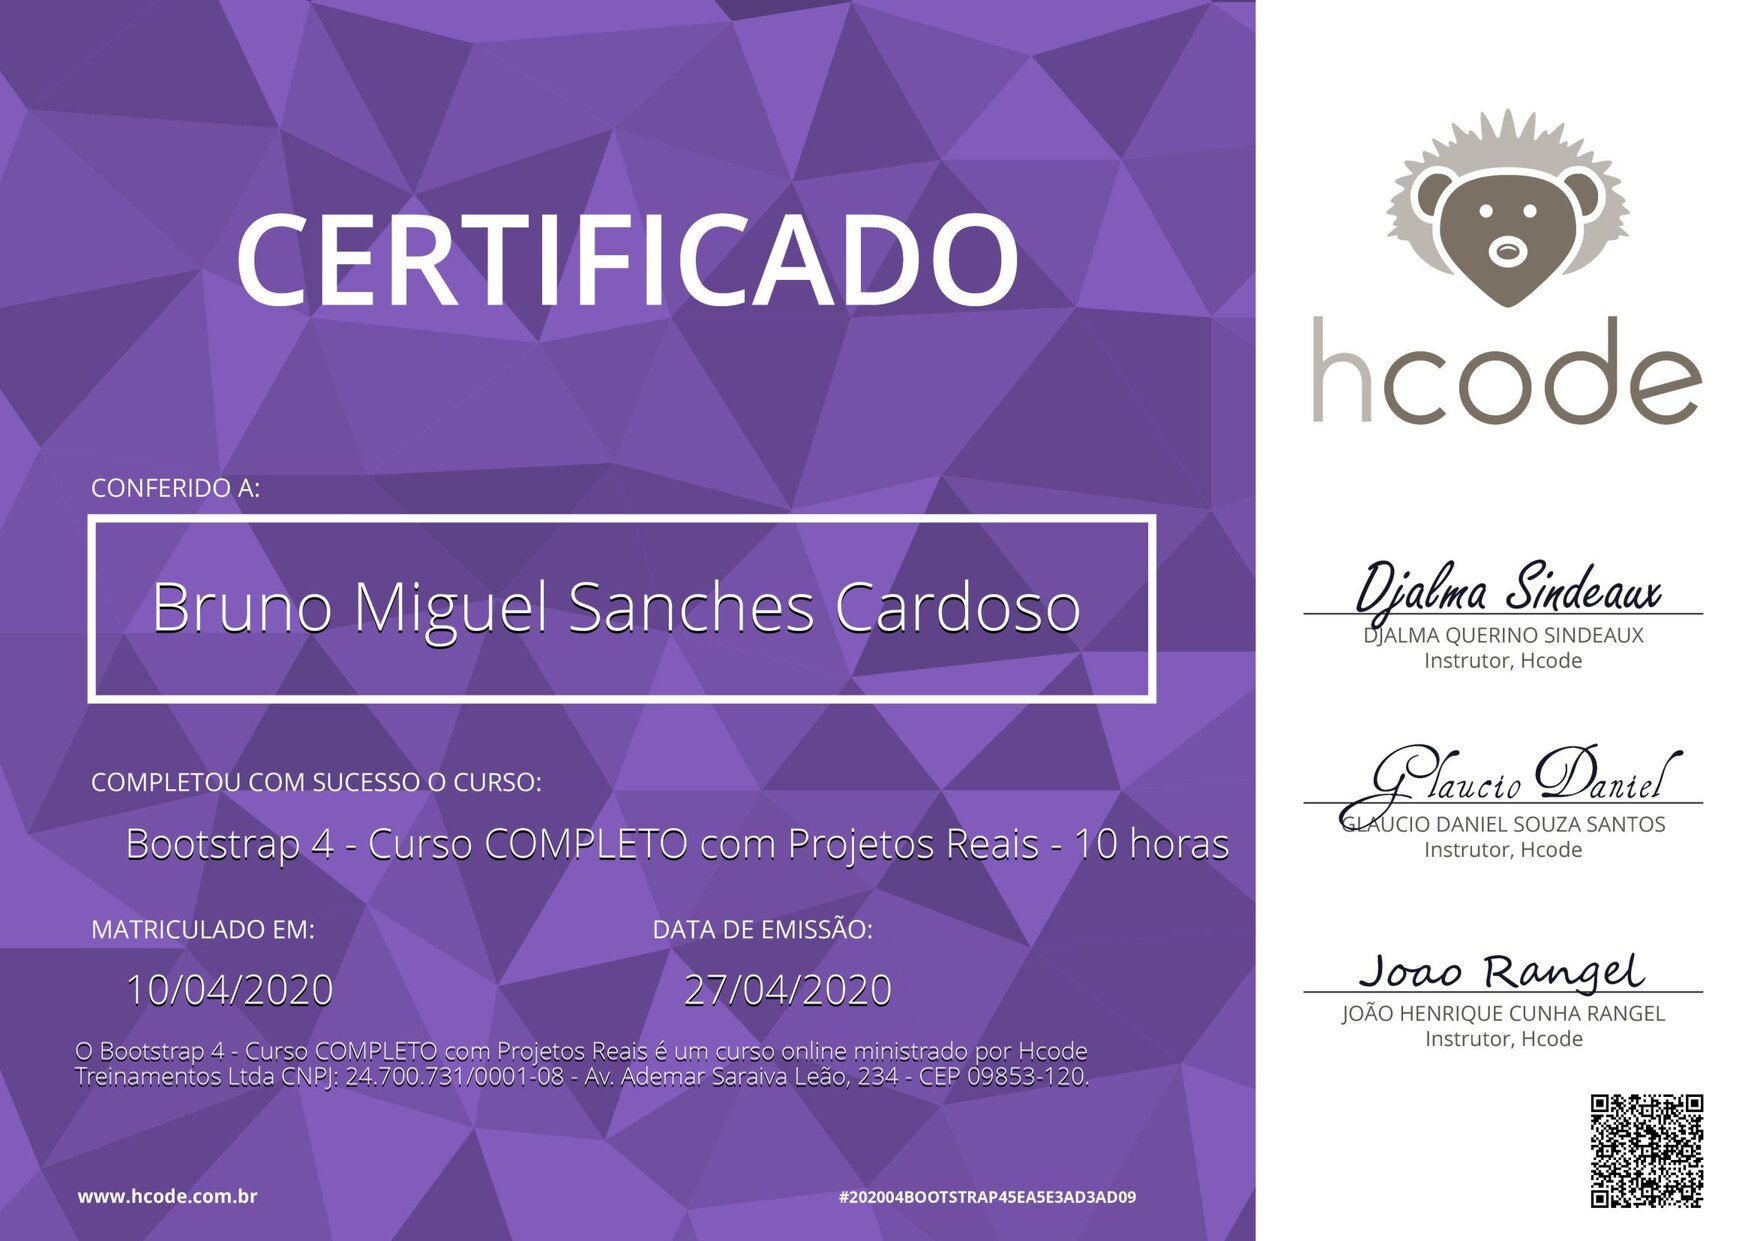 CERTIFICADO
CONFERIDO A:
Bruno Miguel Sanches Cardoso
COMPLETOU COM SUCESSO O CURSO:
Bootstrap 4 - Curso COMPLETO com Projetos Reais - 10 horas
MATRICULADO EM:
DATA DE EMISSÃO:
10/04/2020
27/04/2020
O Bootstrap 4 - Curso COMPLETO com Projetos Reais é um curso online ministrado por Hcode
Treinamentos Ltda CNPJ: 24.700.731/0001-08 - Av. Ademar Saraiva Leão, 234 - CEP 09853-120.
www.hcode.com.br
#202004BOOTSTRAP45EA5E3AD3AD09
hcode
Djalma Sindeaux
DJALMA QUERINO SINDEAUX
Instrutor, Hcode
Glaucio Daniel
GLAUCIO DANIEL SOUZA SANTOS
Instrutor, Hcode
Joao Rangel
JOÃO HENRIQUE CUNHA RANGEL
Instrutor, Hcode